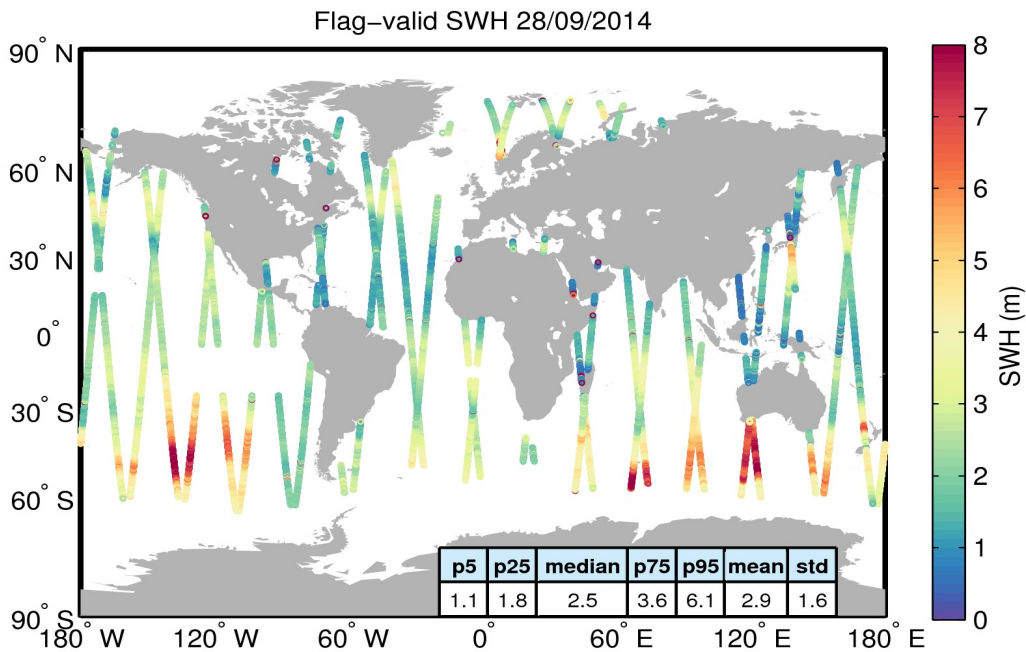 Flag−valid SWH 28/09/2014
90° N
60° N
30° N
0°
30° S
60° S
90° S
180° W
120° W
60° W
0°
60° E
120° E
180° E
p5 p25 median p75 p95 mean std
1.1 1.8 2.5 3.6 6.1 2.9 1.6
8
7
6
5
4
3
2
1
0
SWH (m)